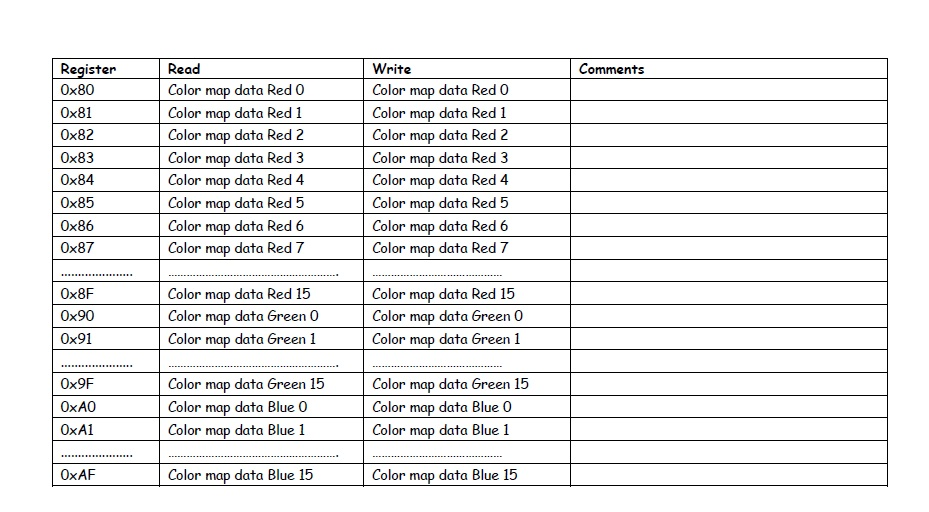 Register Read Write Comments
0x80 Color map data Red 0 Color map data Red 0
0x81 Color map data Red 1 Color map data Red 1
0x82 Color map data Red 2 Color map data Red 2
0x83 Color map data Red 3 Color map data Red 3
0x84 Color map data Red 4 Color map data Red 4
0x85 Color map data Red 5 Color map data Red 5
0x86 Color map data Red 6 Color map data Red 6
0x87 Color map data Red 7 Color map data Red 7
..................... ......................................................... ...........................................
0x8F Color map data Red 15 Color map data Red 15
0x90 Color map data Green 0 Color map data Green 0
0x91 Color map data Green 1 Color map data Green 1
..................... ......................................................... ...........................................
0x9F Color map data Green 15 Color map data Green 15
0xA0 Color map data Blue 0 Color map data Blue 0
0xA1 Color map data Blue 1 Color map data Blue 1
..................... ......................................................... ...........................................
0xAF Color map data Blue 15 Color map data Blue 15